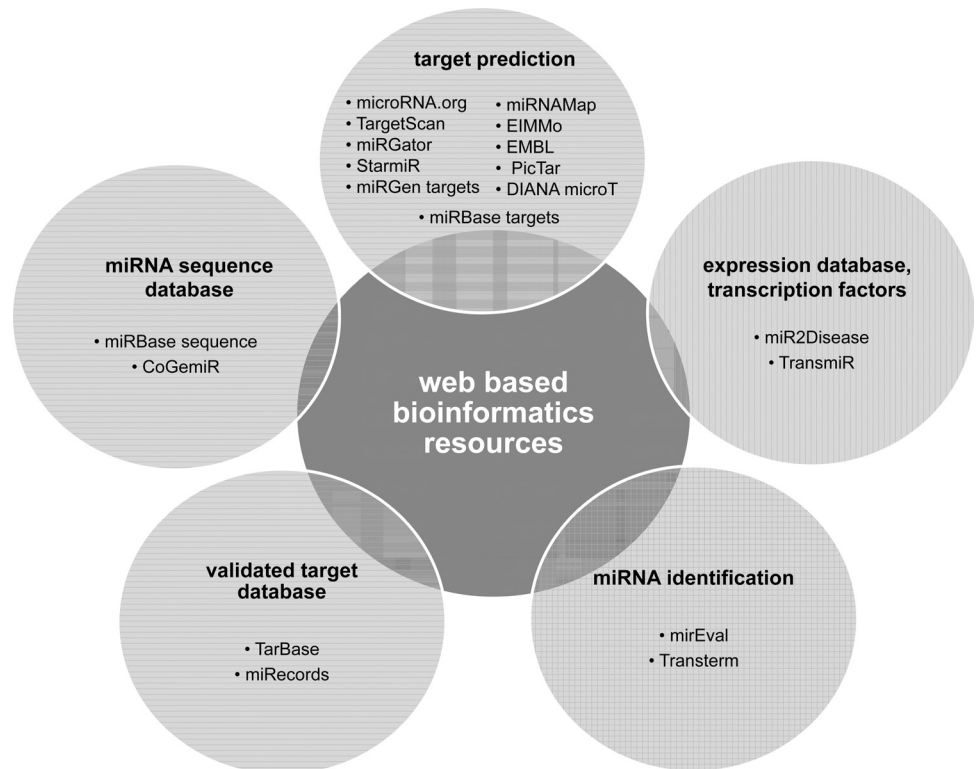 target prediction
• microRNA.org
• TargetScan
• miRGator
• StarmiR
• miRGen targets
• miRNAMap
• EIMMo
• EMBL
• PicTar
• DIANA microT
• miRBase targets
miRNA sequence
database
• miRBase sequence
• CoGemiR
expression database,
transcription factors
• miR2Disease
• TransmiR
web based
bioinformatics
resources
validated target
database
• TarBase
• miRecords
miRNA identification
• mirEval
• Transterm